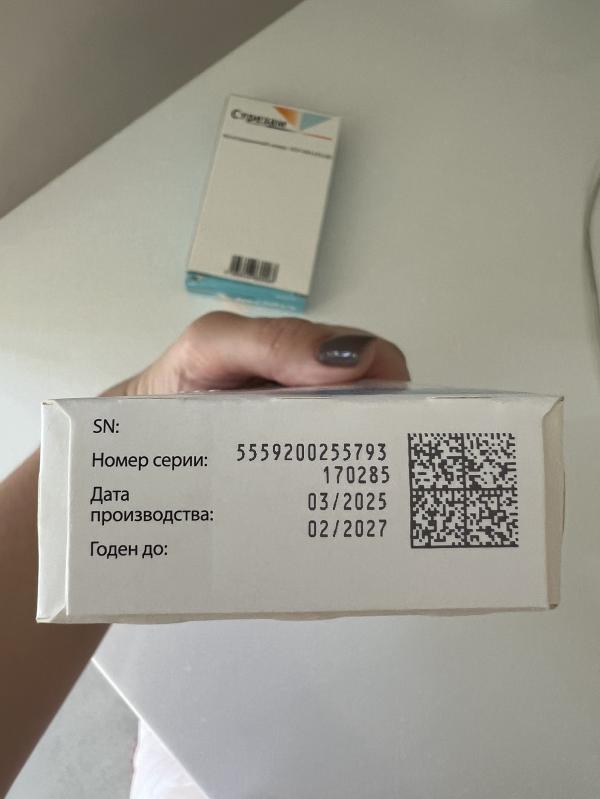 SN:
5559200255793
Номер серии:
170285
Дата
производства:
03/2025
Годен до:
02/2027